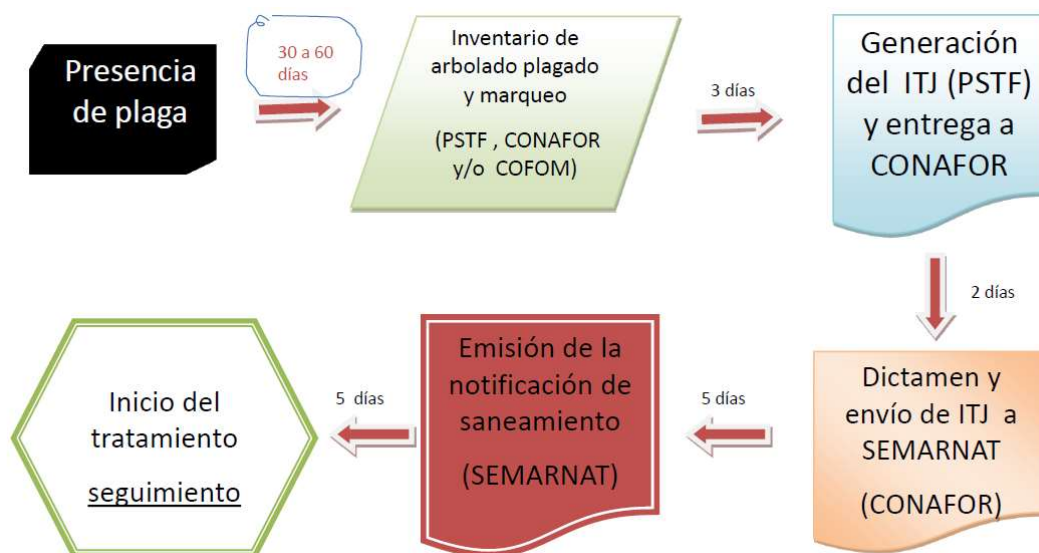 Presencia
de plaga
30 a 60
días
Inventario de
arbolado plagado
y marqueo
(PSTF , CONAFOR
y/o COFOM)
3 días
Generación
del ITJ (PSTF)
y entrega a
CONAFOR
2 días
Dictamen y
envío de ITJ a
SEMARNAT
(CONAFOR)
5 días
Emisión de la
notificación de
saneamiento
(SEMARNAT)
5 días
Inicio del
tratamiento
seguimiento